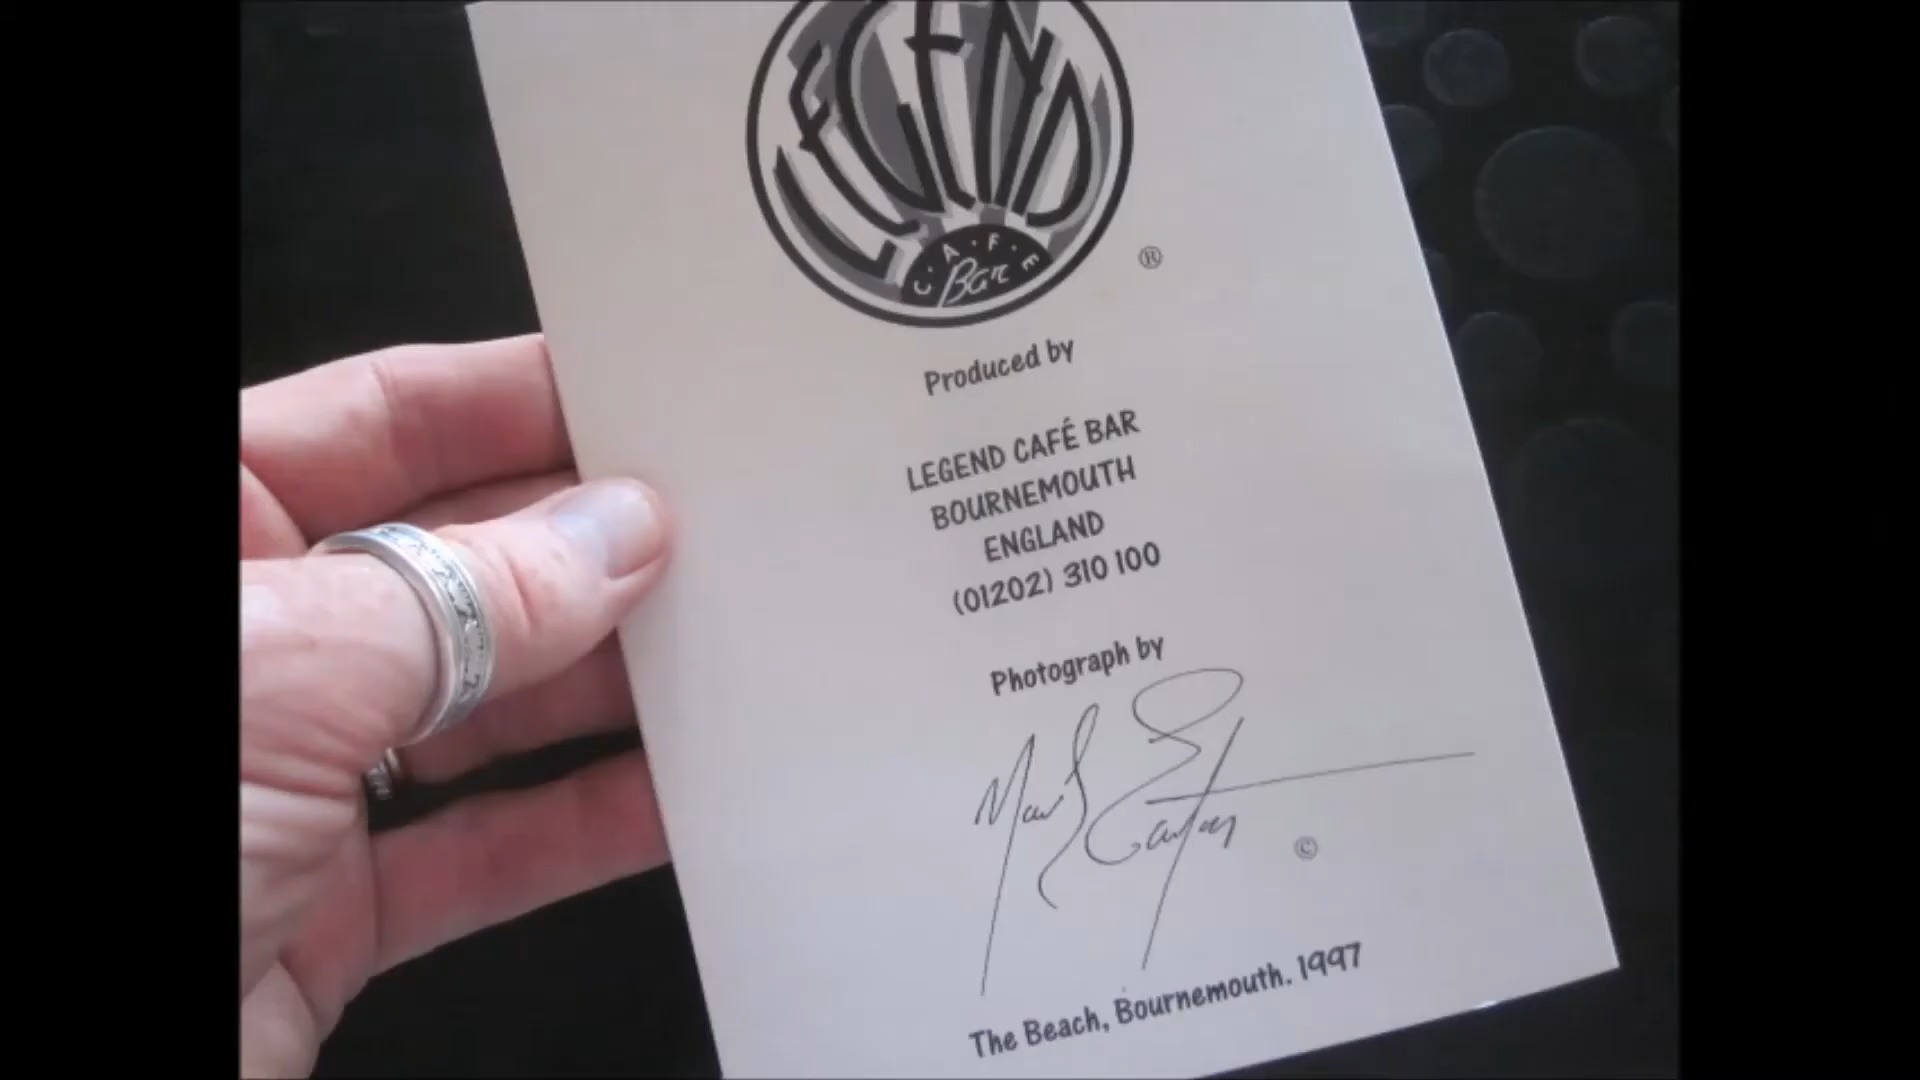 LEGEND
CAFE
Bar
®
Produced by
LEGEND CAFÉ BAR
BOURNEMOUTH
ENGLAND
(01202) 310 100
Photograph by
©
The Beach, Bournemouth. 1997